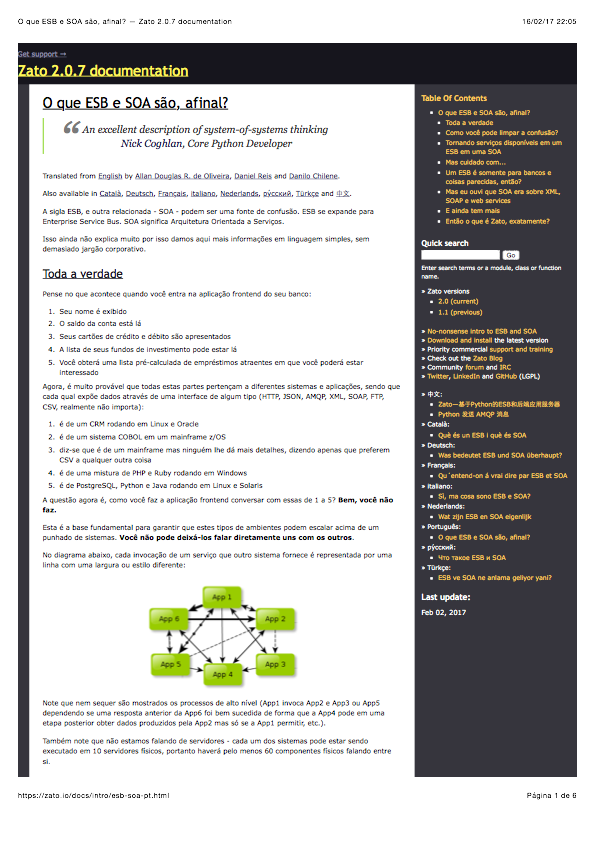 O que ESB e SOA são, afinal? — Zato 2.0.7 documentation
16/02/17 22:05
Get support →
Zato 2.0.7 documentation
O que ESB e SOA são, afinal?
“ An excellent description of system-of-systems thinking
Nick Coghlan, Core Python Developer
Translated from English by Allan Douglas R. de Oliveira, Daniel Reis and Danilo Chilene.
Also available in Català, Deutsch, Français, italiano, Nederlands, рýсский, Türkçe and 中文.
A sigla ESB, e outra relacionada - SOA - podem ser uma fonte de confusão. ESB se expande para
Enterprise Service Bus. SOA significa Arquitetura Orientada a Serviços.
Isso ainda não explica muito por isso damos aqui mais informações em linguagem simples, sem
demasiado jargão corporativo.
Toda a verdade
Pense no que acontece quando você entra na aplicação frontend do seu banco:
1. Seu nome é exibido
2. O saldo da conta está lá
3. Seus cartões de crédito e débito são apresentados
4. A lista de seus fundos de investimento pode estar lá
5. Você obterá uma lista pré-calculada de empréstimos atraentes em que você poderá estar
interessado
Agora, é muito provável que todas estas partes pertençam a diferentes sistemas e aplicações, sendo que
cada qual expõe dados através de uma interface de algum tipo (HTTP, JSON, AMQP, XML, SOAP, FTP,
CSV, realmente não importa):
1. é de um CRM rodando em Linux e Oracle
2. é de um sistema COBOL em um mainframe z/OS
3. diz-se que é de um mainframe mas ninguém lhe dá mais detalhes, dizendo apenas que preferem
CSV a qualquer outra coisa
4. é de uma mistura de PHP e Ruby rodando em Windows
5. é de PostgreSQL, Python e Java rodando em Linux e Solaris
A questão agora é, como você faz a aplicação frontend conversar com essas de 1 a 5? Bem, você não
faz.
Esta é a base fundamental para garantir que estes tipos de ambientes podem escalar acima de um
punhado de sistemas. Você não pode deixá-los falar diretamente uns com os outros.
No diagrama abaixo, cada invocação de um serviço que outro sistema fornece é representada por uma
linha com uma largura ou estilo diferente:
App 1
App 6
App 2
App 5
App 3
App 4
Note que nem sequer são mostrados os processos de alto nível (App1 invoca App2 e App3 ou App5
dependendo se uma resposta anterior da App6 foi bem sucedida de forma que a App4 pode em uma
etapa posterior obter dados produzidos pela App2 mas só se a App1 permitir, etc.).
Também note que não estamos falando de servidores - cada um dos sistemas pode estar sendo
executado em 10 servidores físicos, portanto haverá pelo menos 60 componentes físicos falando entre
si.
Table Of Contents
O que ESB e SOA são, afinal?
Toda a verdade
Como você pode limpar a confusão?
Tornando serviços disponíveis em um
ESB em uma SOA
Mas cuidado com...
Um ESB é somente para bancos e
coisas parecidas, então?
Mas eu ouvi que SOA era sobre XML,
SOAP e web services
E ainda tem mais
Então o que é Zato, exatamente?
Quick search
Go
Enter search terms or a module, class or function
name.
» Zato versions
2.0 (current)
1.1 (previous)
» No-nonsense intro to ESB and SOA
» Download and install the latest version
» Priority commercial support and training
» Check out the Zato Blog
» Community forum and IRC
» Twitter, LinkedIn and GitHub (LGPL)
» 中文:
Zato—基于Python的ESB和后端应用服务器
Python 发送 AMQP 消息
» Català:
Què és un ESB i què és SOA
» Deutsch:
Was bedeutet ESB und SOA überhaupt?
» Français:
Qu´entend-on á vrai dire par ESB et SOA
» Italiano:
Sì, ma cosa sono ESB e SOA?
» Nederlands:
Wat zijn ESB en SOA eigenlijk
» Português:
O que ESB e SOA são, afinal?
» рýсский:
Что такое ESB и SOA
» Türkçe:
ESB ve SOA ne anlama geliyor yani?
Last update:
Feb 02, 2017
https://zato.io/docs/intro/esb-soa-pt.html
Página 1 de 6